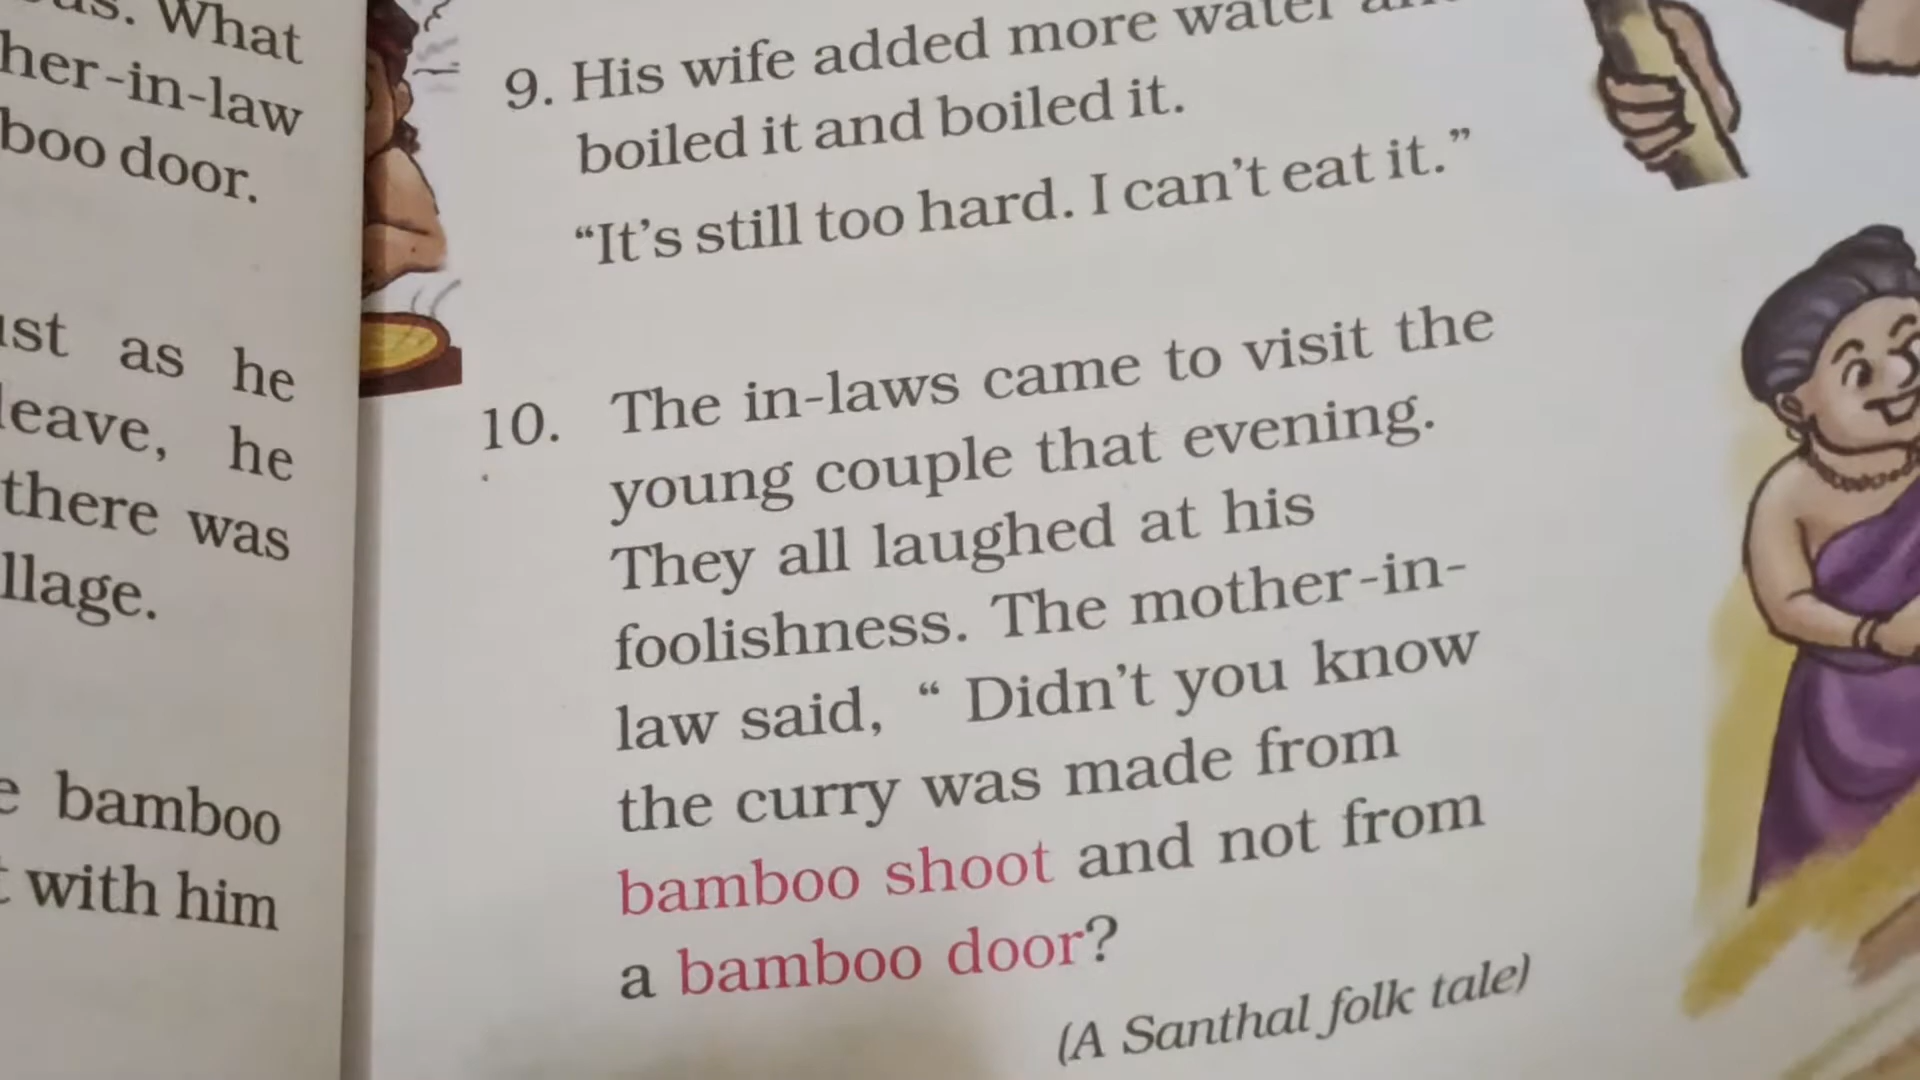 What
her-in-law
boo door.
as he
leave, he
there was
bamboo
with him
9. His wife added more water
boiled it and boiled it.
“It’s still too hard. I can’t eat it.”
10. The in-laws came to visit the
young couple that evening.
They all laughed at his
foolishness. The mother-in-
law said, “ Didn’t you know
the curry was made from
bamboo shoot and not from
a bamboo door?
(A Santhal folk tale)